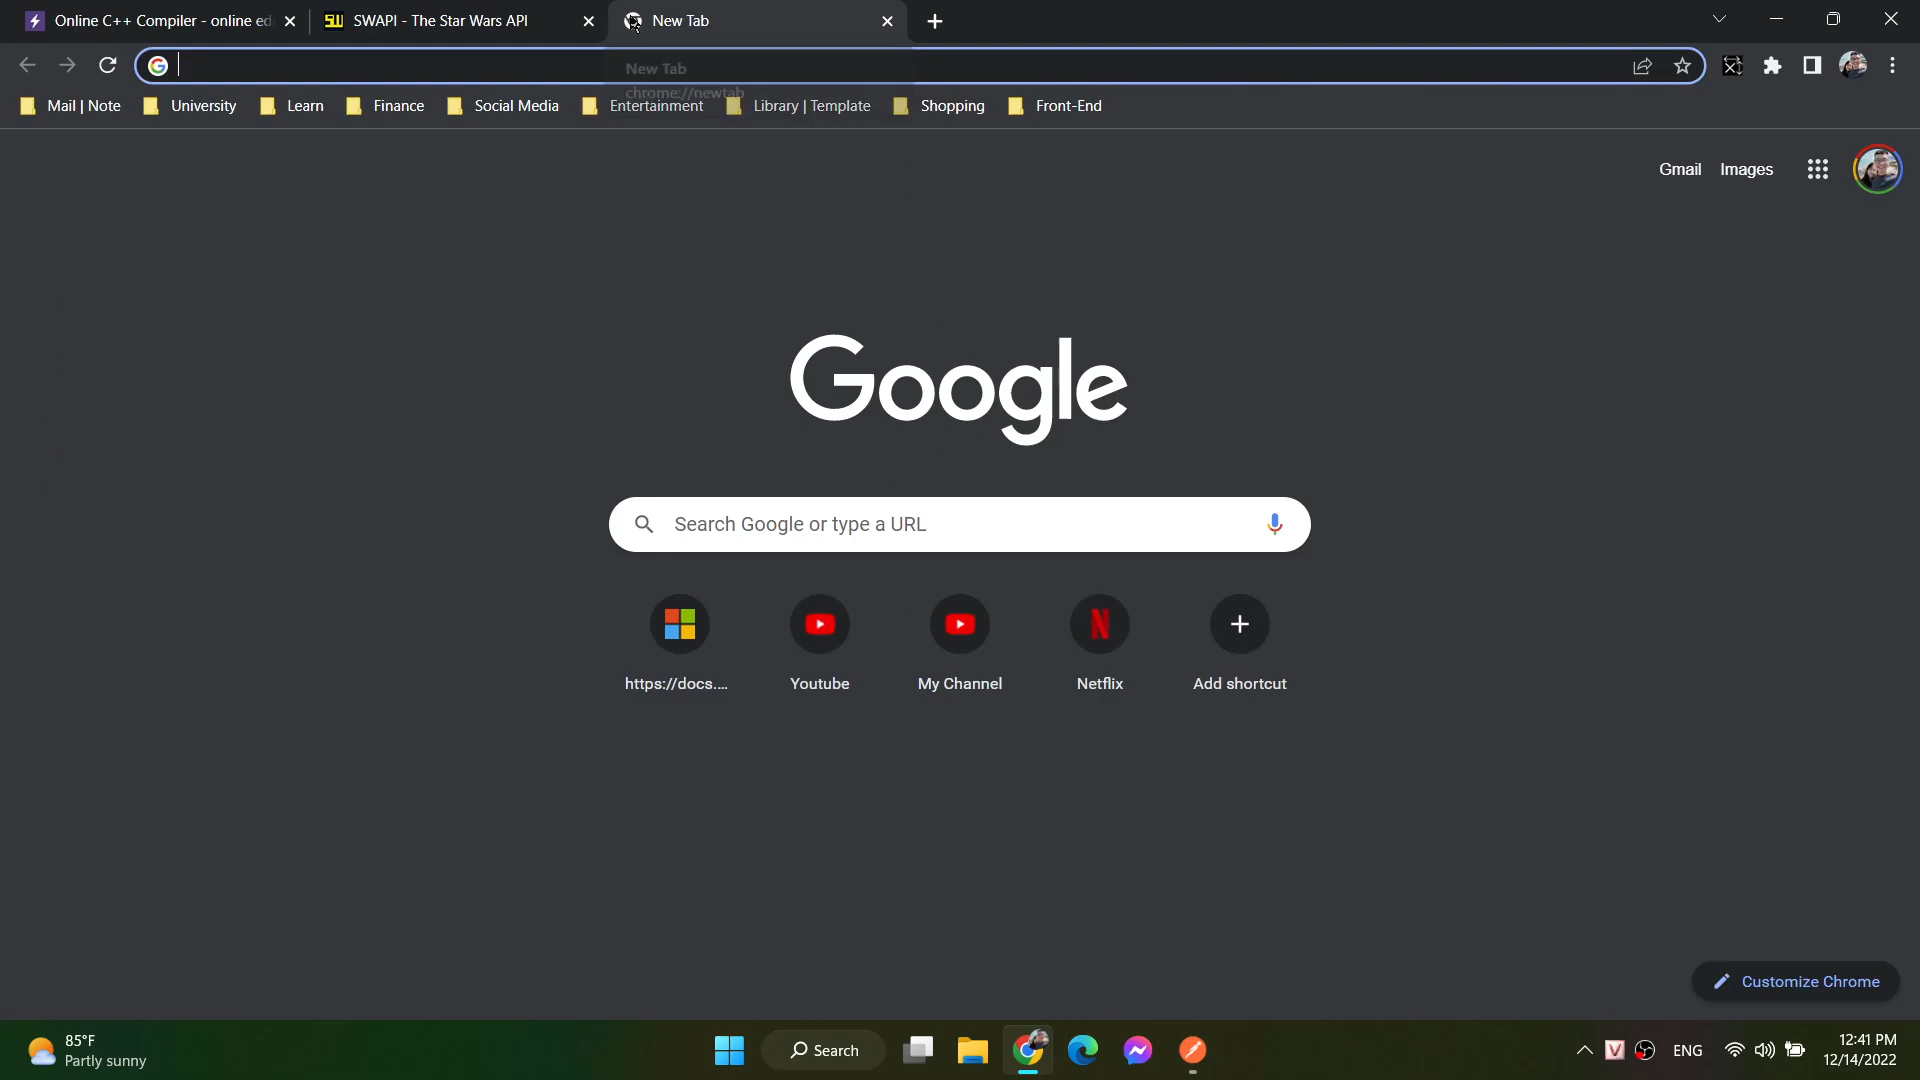 Online C++ Compiler - online ed
SWAPI - The Star Wars API
New Tab
New Tab
chrome://newtab
Mail | Note
University
Learn
Finance
Social Media
Entertainment
Library | Template
Shopping
Front-End
Gmail
Images
Google
Search Google or type a URL
https://docs....
Youtube
My Channel
Netflix
Add shortcut
Customize Chrome
85°F
Partly sunny
Search
ENG
12:41 PM
12/14/2022